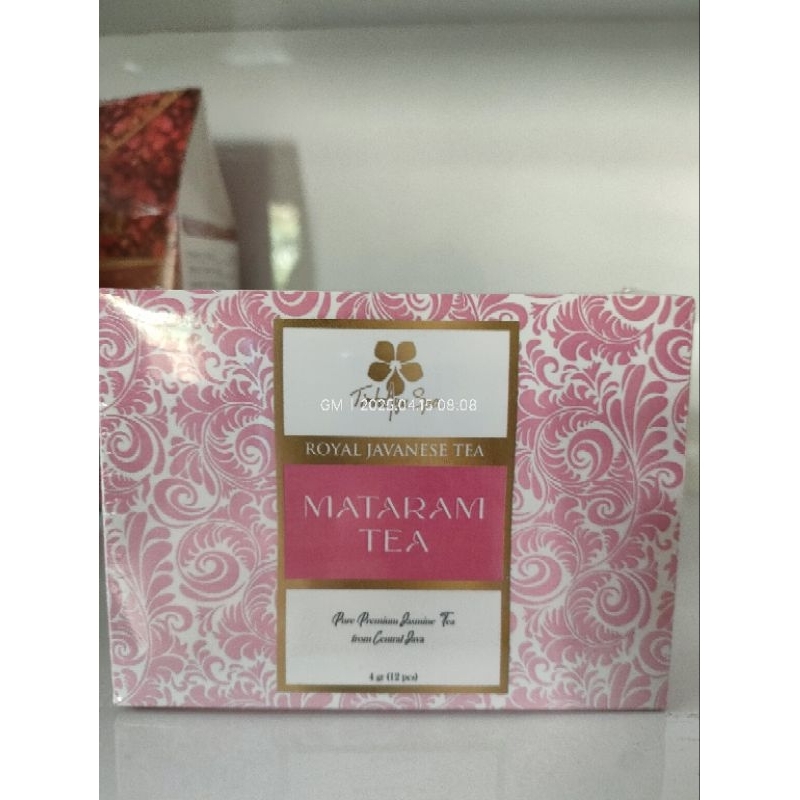 GM | 2025.04.15 08:08
ROYAL JAVANESE TEA
MATARAM
TEA
Pure Premium Jasmine Tea
from Central Java
4 gr (12 pcs)